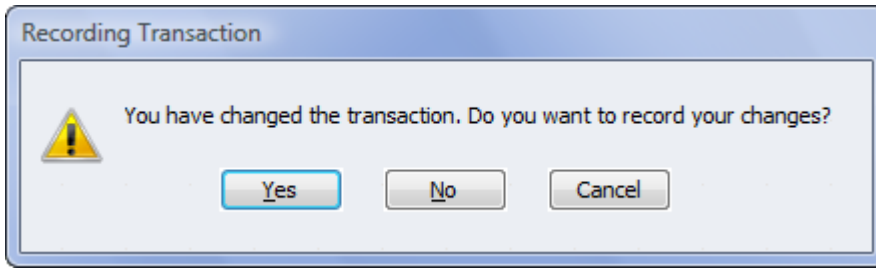 Recording Transaction
You have changed the transaction. Do you want to record your changes?
Yes
No
Cancel